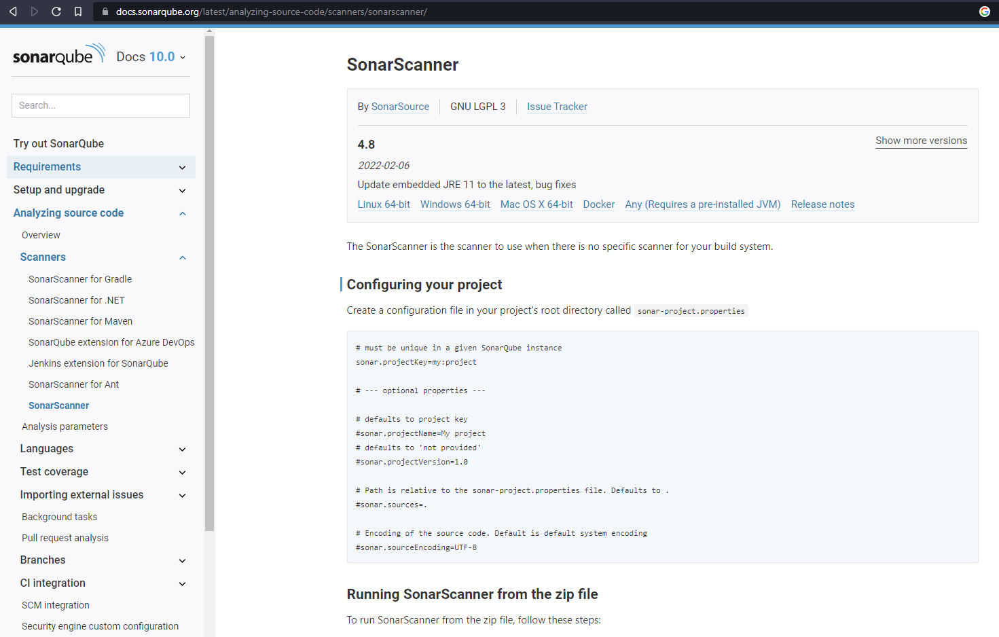 docs.sonarqube.org/latest/analyzing-source-code/scanners/sonarscanner/
sonarqube Docs 10.0
Search...
Try out SonarQube
Requirements
Setup and upgrade
Analyzing source code
Overview
Scanners
SonarScanner for Gradle
SonarScanner for .NET
SonarScanner for Maven
SonarQube extension for Azure DevOps
Jenkins extension for SonarQube
SonarScanner for Ant
SonarScanner
Analysis parameters
Languages
Test coverage
Importing external issues
Background tasks
Pull request analysis
Branches
CI integration
SCM integration
Security engine custom configuration
SonarScanner
By SonarSource GNU LGPL 3 Issue Tracker
4.8 Show more versions
2022-02-06
Update embedded JRE 11 to the latest, bug fixes
Linux 64-bit Windows 64-bit Mac OS X 64-bit Docker Any (Requires a pre-installed JVM) Release notes
The SonarScanner is the scanner to use when there is no specific scanner for your build system.
Configuring your project
Create a configuration file in your project's root directory called sonar-project.properties
# must be unique in a given SonarQube instance
sonar.projectKey=my:project
# --- optional properties ---
# defaults to project key
#sonar.projectName=My project
# defaults to 'not provided'
#sonar.projectVersion=1.0
# Path is relative to the sonar-project.properties file. Defaults to .
#sonar.sources=.
# Encoding of the source code. Default is default system encoding
#sonar.sourceEncoding=UTF-8
Running SonarScanner from the zip file
To run SonarScanner from the zip file, follow these steps: